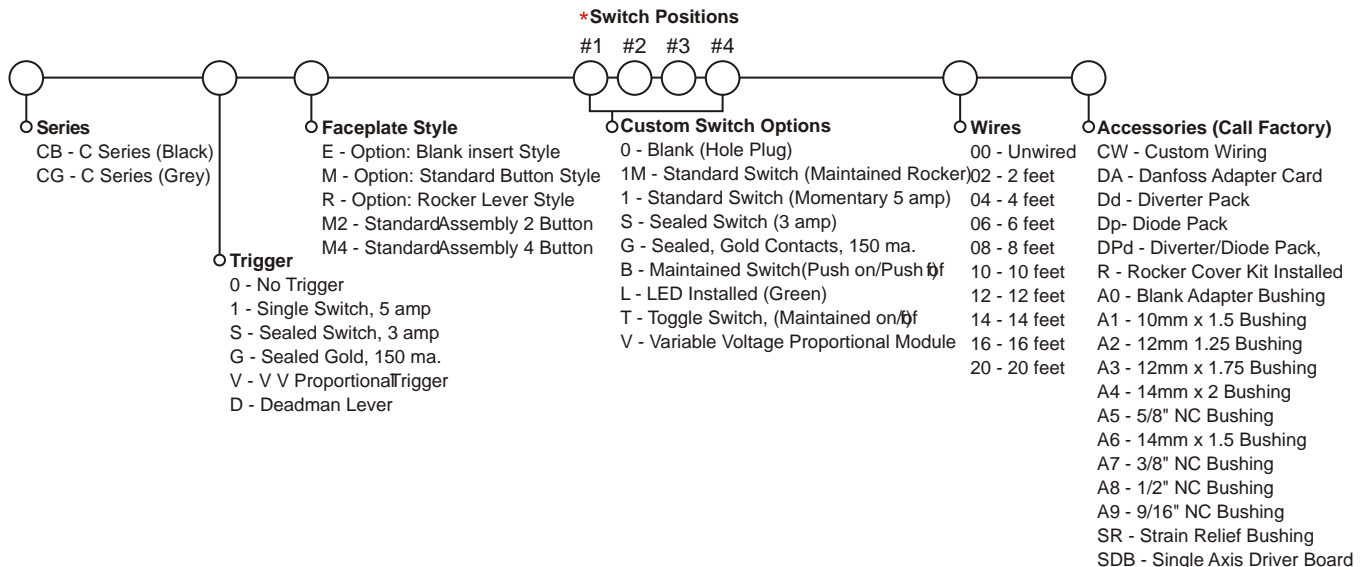 *Switch Positions
#1 #2 #3 #4
Series
CB - C Series (Black)
CG - C Series (Grey)
Trigger
0 - No Trigger
1 - Single Switch, 5 amp
S - Sealed Switch, 3 amp
G - Sealed Gold, 150 ma.
V - V V Proportional Trigger
D - Deadman Lever
Faceplate Style
E - Option: Blank insert Style
M - Option: Standard Button Style
R - Option: Rocker Lever Style
M2 - Standard Assembly 2 Button
M4 - Standard Assembly 4 Button
Custom Switch Options
0 - Blank (Hole Plug)
1M - Standard Switch (Maintained Rocker)
1 - Standard Switch (Momentary 5 amp)
S - Sealed Switch (3 amp)
G - Sealed, Gold Contacts, 150 ma.
B - Maintained Switch (Push on/Push
L - LED Installed (Green)
T - Toggle Switch, (Maintained on/
V - Variable Voltage Proportional Module
Wires
00 - Unwired
02 - 2 feet
04 - 4 feet
06 - 6 feet
08 - 8 feet
10 - 10 feet
12 - 12 feet
14 - 14 feet
16 - 16 feet
20 - 20 feet
Accessories (Call Factory)
CW - Custom Wiring
DA - Danfoss Adapter Card
Dd - Diverter Pack
Dp- Diode Pack
DPd - Diverter/Diode Pack,
R - Rocker Cover Kit Installed
A0 - Blank Adapter Bushing
A1 - 10mm x 1.5 Bushing
A2 - 12mm 1.25 Bushing
A3 - 12mm x 1.75 Bushing
A4 - 14mm x 2 Bushing
A5 - 5/8" NC Bushing
A6 - 14mm x 1.5 Bushing
A7 - 3/8" NC Bushing
A8 - 1/2" NC Bushing
A9 - 9/16" NC Bushing
SR - Strain Relief Bushing
SDB - Single Axis Driver Board